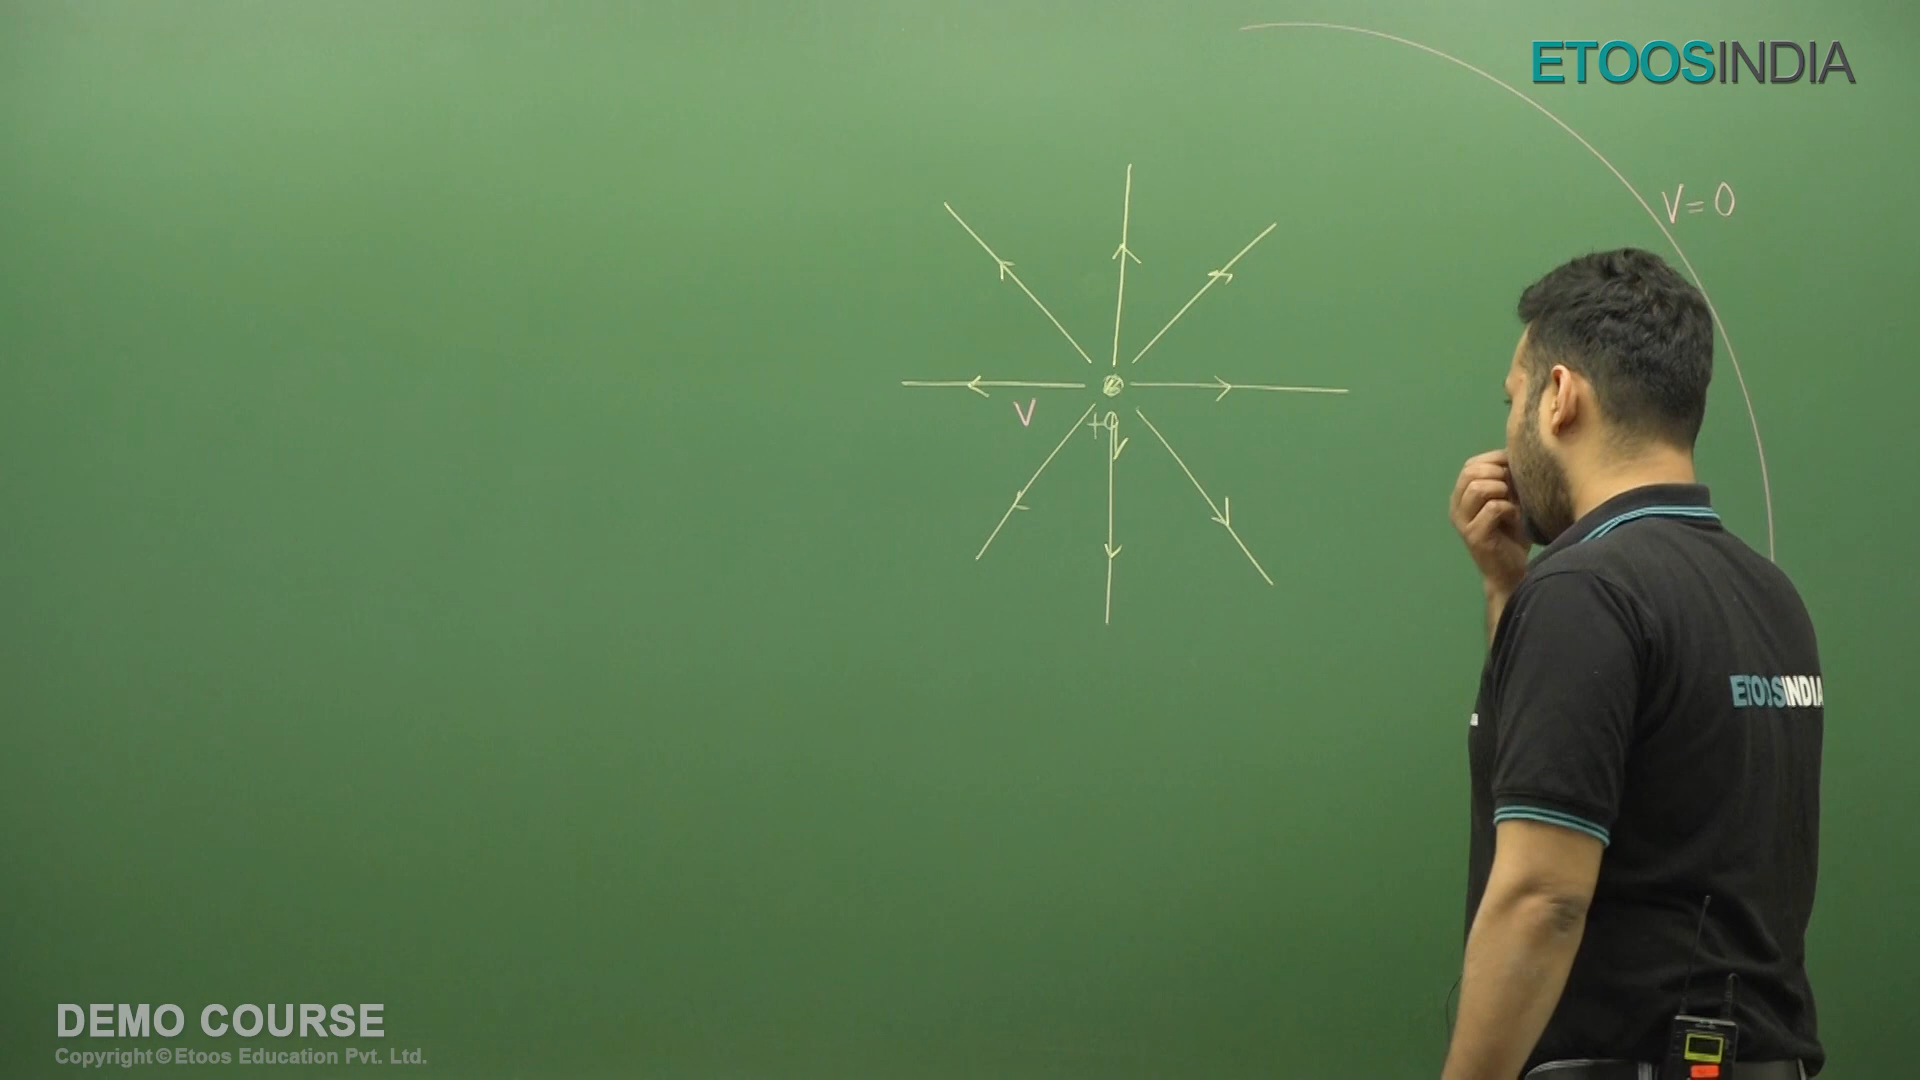 ETOOSINDIA
V = 0
V
+q
ETOOSINDIA
DEMO COURSE
Copyright © Etoos Education Pvt. Ltd.